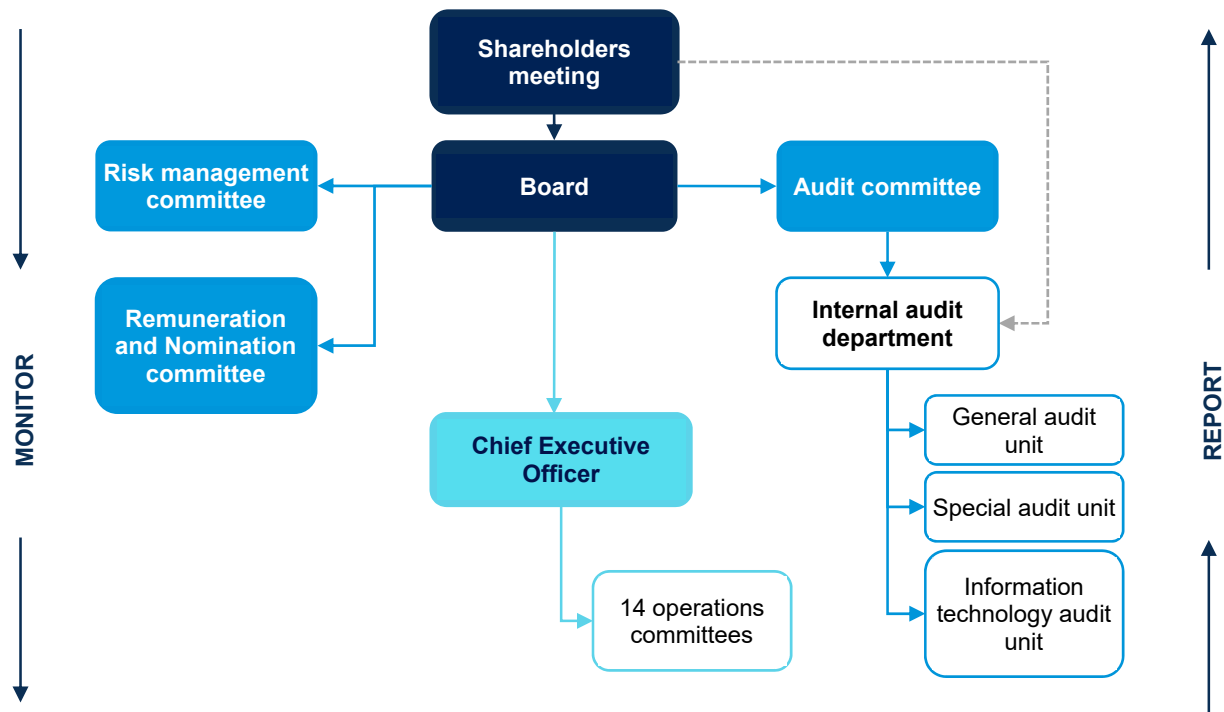 Shareholders
meeting
Risk management
committee
Board
Audit committee
Remuneration
and Nomination
committee
Internal audit
department
MONITOR
REPORT
Chief Executive
Officer
General audit
unit
Special audit unit
14 operations
committees
Information
technology audit
unit